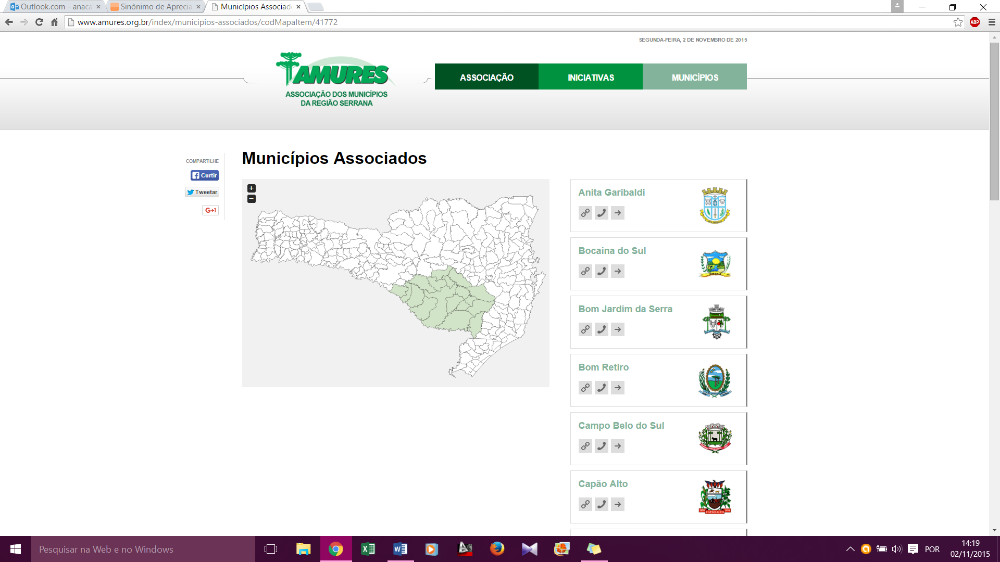 Outlook.com - anaca
Sinônimo de Aprecia
Municípios Associad
www.amures.org.br/index/municipios-associados/codMapaItem/41772
ABP
SEGUNDA-FEIRA, 2 DE NOVEMBRO DE 2015
AMURES
ASSOCIAÇÃO DOS MUNICÍPIOS
DA REGIÃO SERRANA
ASSOCIAÇÃO
INICIATIVAS
MUNICÍPIOS
COMPARTILHE
Curtir
Tweetar
G+1
Municípios Associados
+
−
Anita Garibaldi
Bocaina do Sul
Bom Jardim da Serra
Bom Retiro
Campo Belo do Sul
Capão Alto
CAPÃO ALTO
Pesquisar na Web e no Windows
POR
14:19
02/11/2015